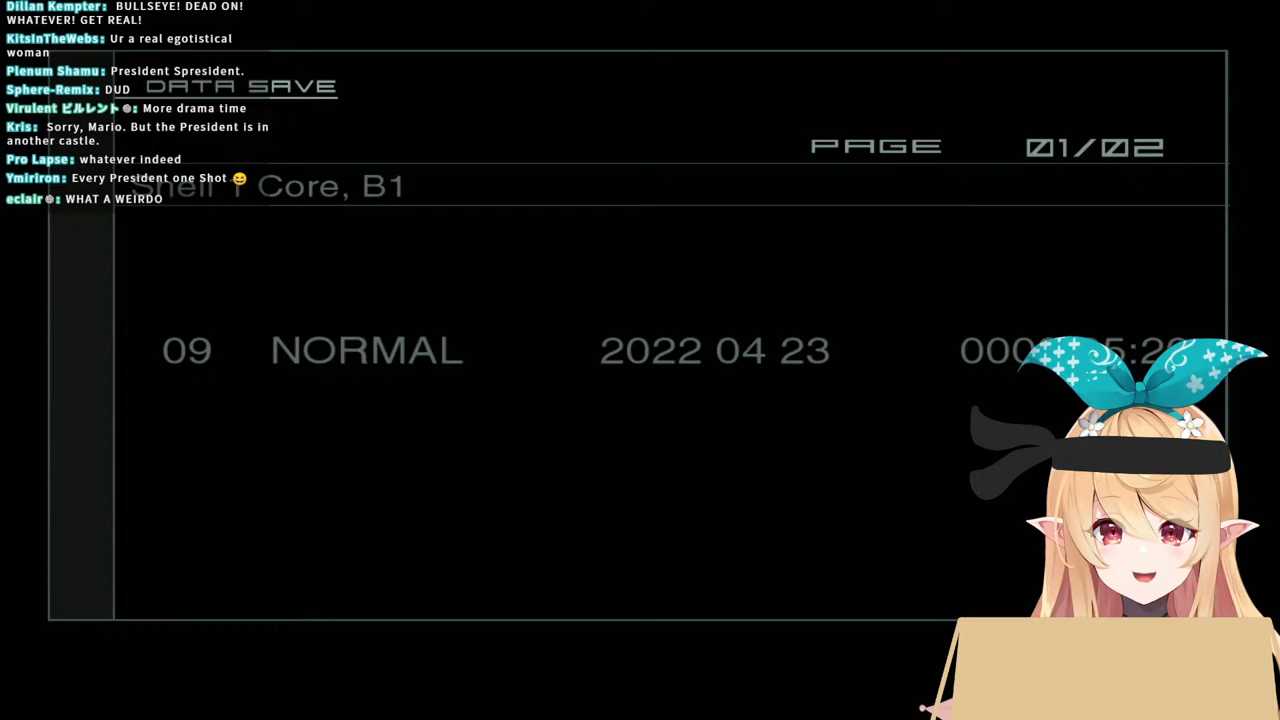 Dillan Kempter: BULLSEYE! DEAD ON!
WHATEVER! GET REAL!
KitsInTheWebs: Ur a real egotistical
woman
Plenum Shamu: President Spresident.
Sphere-Remix: DUD
Virulent ビルレント: More drama time
Kris: Sorry, Mario. But the President is in
another castle.
Pro Lapse: whatever indeed
Ymiriron: Every President one Shot 😆
eclair: WHAT A WEIRDO
DATA SAVE
PAGE 01/02
Shell 1 Core, B1
09 NORMAL 2022 04 23